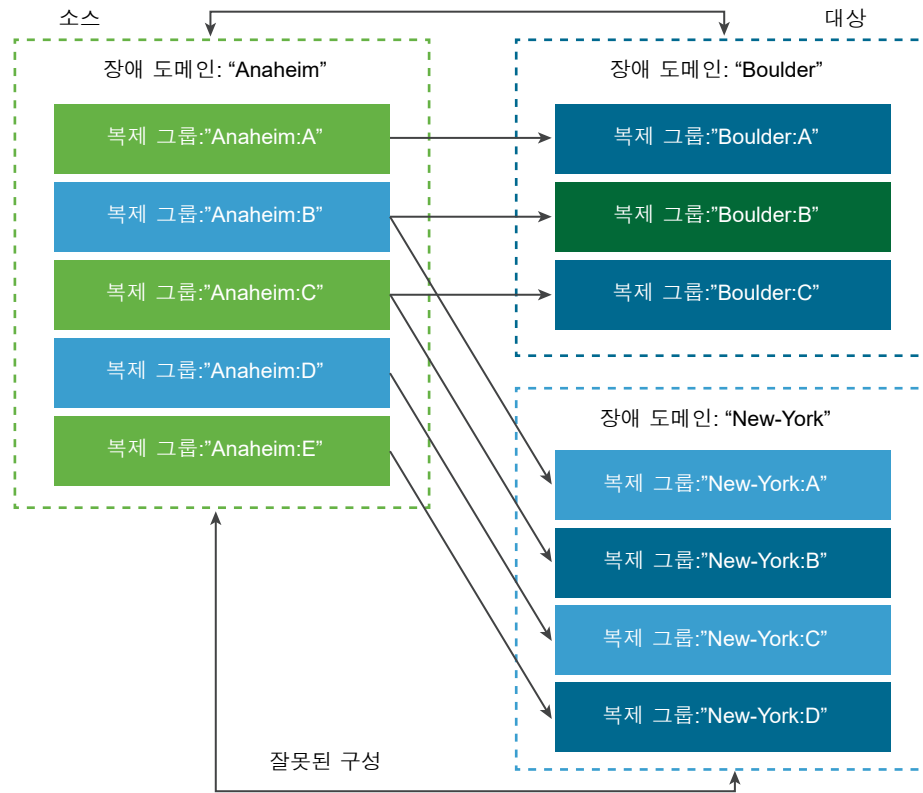 소스
대상
장애 도메인: “Anaheim”
복제 그룹:”Anaheim:A”
복제 그룹:”Anaheim:B”
복제 그룹:”Anaheim:C”
복제 그룹:”Anaheim:D”
복제 그룹:”Anaheim:E”
장애 도메인: “Boulder”
복제 그룹:”Boulder:A”
복제 그룹:”Boulder:B”
복제 그룹:”Boulder:C”
장애 도메인: “New-York”
복제 그룹:”New-York:A”
복제 그룹:”New-York:B”
복제 그룹:”New-York:C”
복제 그룹:”New-York:D”
잘못된 구성